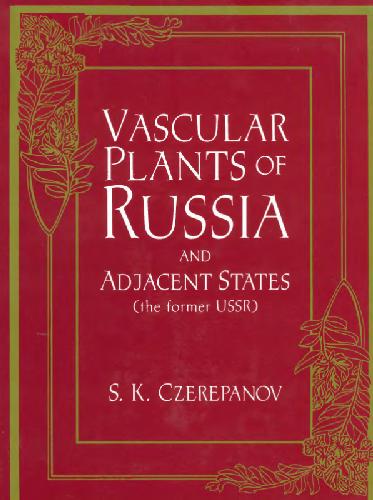 VASCULAR
PLANTS OF
RUSSIA
AND
ADJACENT STATES
(the former USSR)
S. K. CZEREPANOV